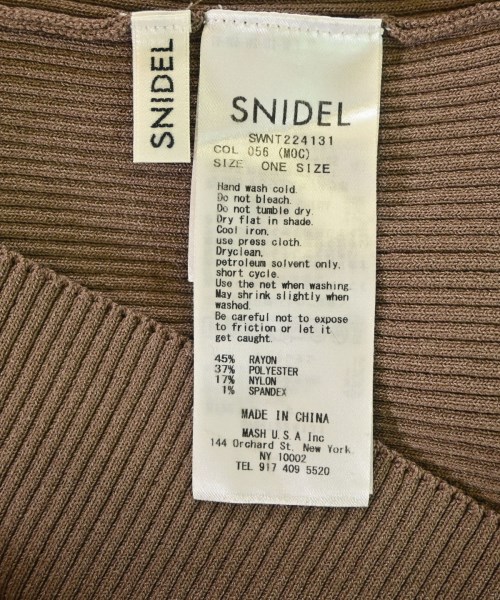 SNIDEL
SNIDEL
SWNT224131
COL 056 (MOC)
SIZE ONE SIZE
Hand wash cold.
Do not bleach.
Do not tumble dry.
Dry flat in shade.
Cool iron.
use press cloth.
Dryclean.
petroleum solvent only.
short cycle.
Use the net when washing.
May shrink slightly when
washed.
Be careful not to expose
to friction or let it
get caught.
45% RAYON
37% POLYESTER
17% NYLON
1% SPANDEX
MADE IN CHINA
MASH U.S.A Inc
144 Orchard St. New York.
NY 10002
TEL 917 409 5520